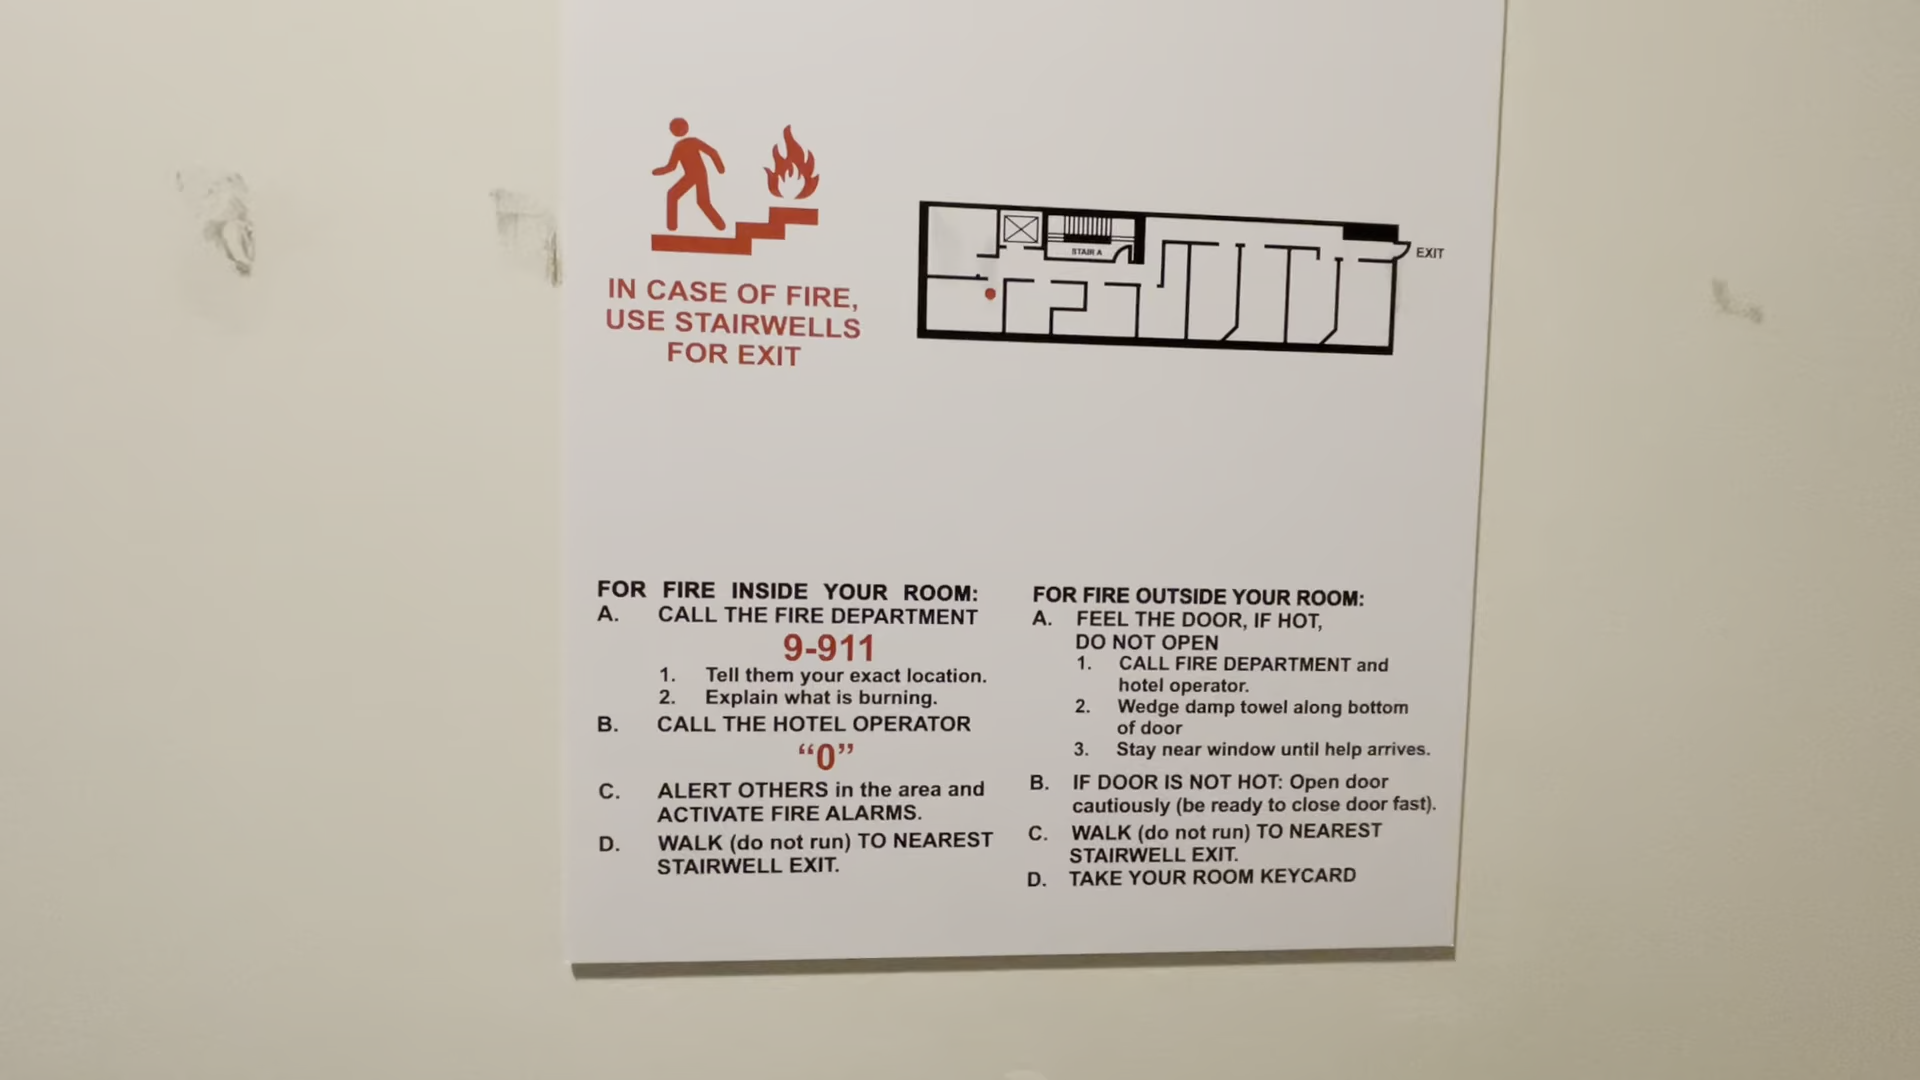 IN CASE OF FIRE,
USE STAIRWELLS
FOR EXIT
STAIR A
EXIT
FOR FIRE INSIDE YOUR ROOM:
A. CALL THE FIRE DEPARTMENT
9-911
1. Tell them your exact location.
2. Explain what is burning.
B. CALL THE HOTEL OPERATOR
“0”
C. ALERT OTHERS in the area and
ACTIVATE FIRE ALARMS.
D. WALK (do not run) TO NEAREST
STAIRWELL EXIT.
FOR FIRE OUTSIDE YOUR ROOM:
A. FEEL THE DOOR, IF HOT,
DO NOT OPEN
1. CALL FIRE DEPARTMENT and
hotel operator.
2. Wedge damp towel along bottom
of door
3. Stay near window until help arrives.
B. IF DOOR IS NOT HOT: Open door
cautiously (be ready to close door fast).
C. WALK (do not run) TO NEAREST
STAIRWELL EXIT.
D. TAKE YOUR ROOM KEYCARD